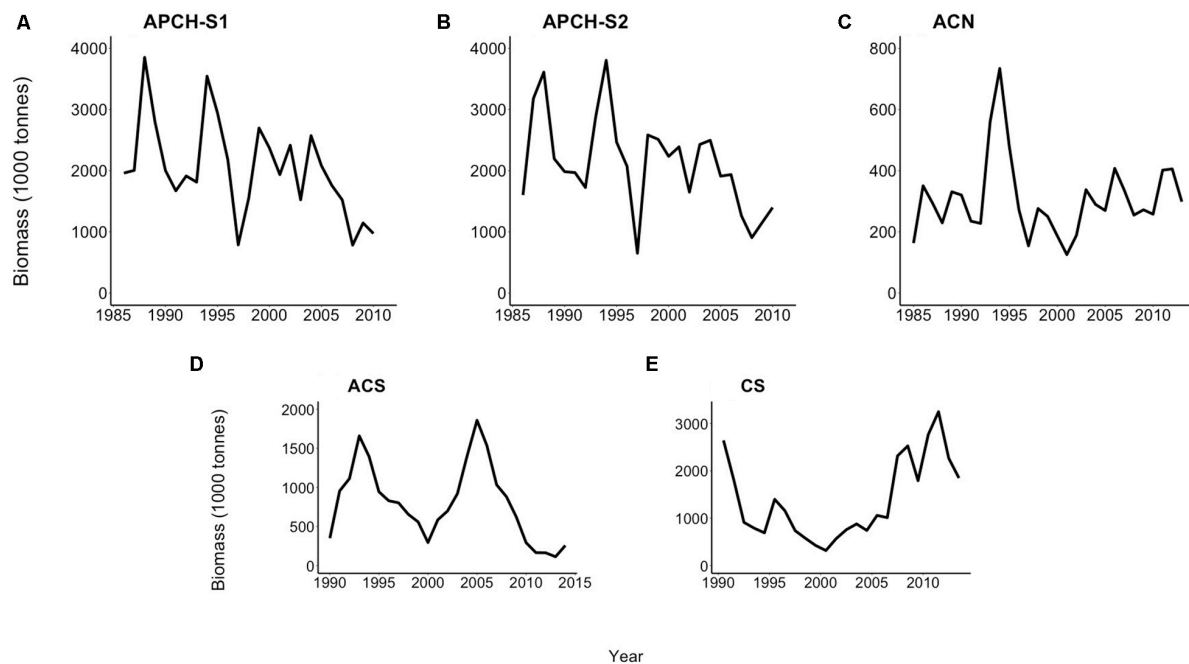 A APCH-S1 B APCH-S2 C ACN
4000 4000 800
3000 3000 600
2000 2000 400
1000 1000 200
0 0 0
Biomass (1000 tonnes)
1985 1990 1995 2000 2005 2010 1985 1990 1995 2000 2005 2010 1985 1990 1995 2000 2005 2010
D ACS E CS
2000
1500
1000
500
0
Biomass (1000 tonnes)
1990 1995 2000 2005 2010 2015
3000
2000
1000
0
1990 1995 2000 2005 2010
Year